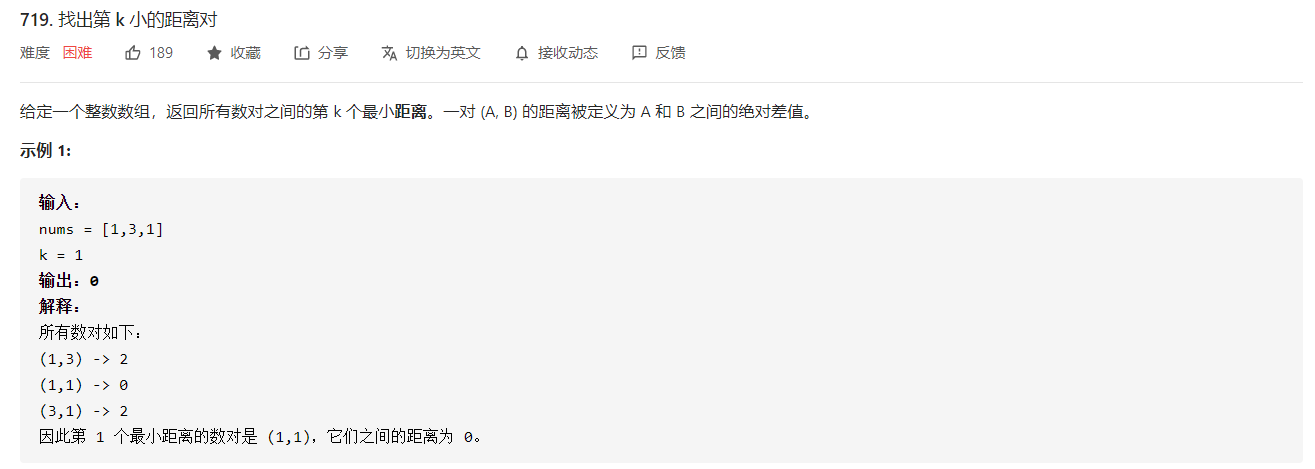 719. 找出第 k 小的距离对
难度 困难 189 收藏 分享 切换为英文 接收动态 反馈
给定一个整数数组，返回所有数对之间的第 k 个最小距离。一对 (A, B) 的距离被定义为 A 和 B 之间的绝对差值。
示例 1:
输入：
nums = [1,3,1]
k = 1
输出：0
解释：
所有数对如下：
(1,3) -> 2
(1,1) -> 0
(3,1) -> 2
因此第 1 个最小距离的数对是 (1,1)，它们之间的距离为 0。